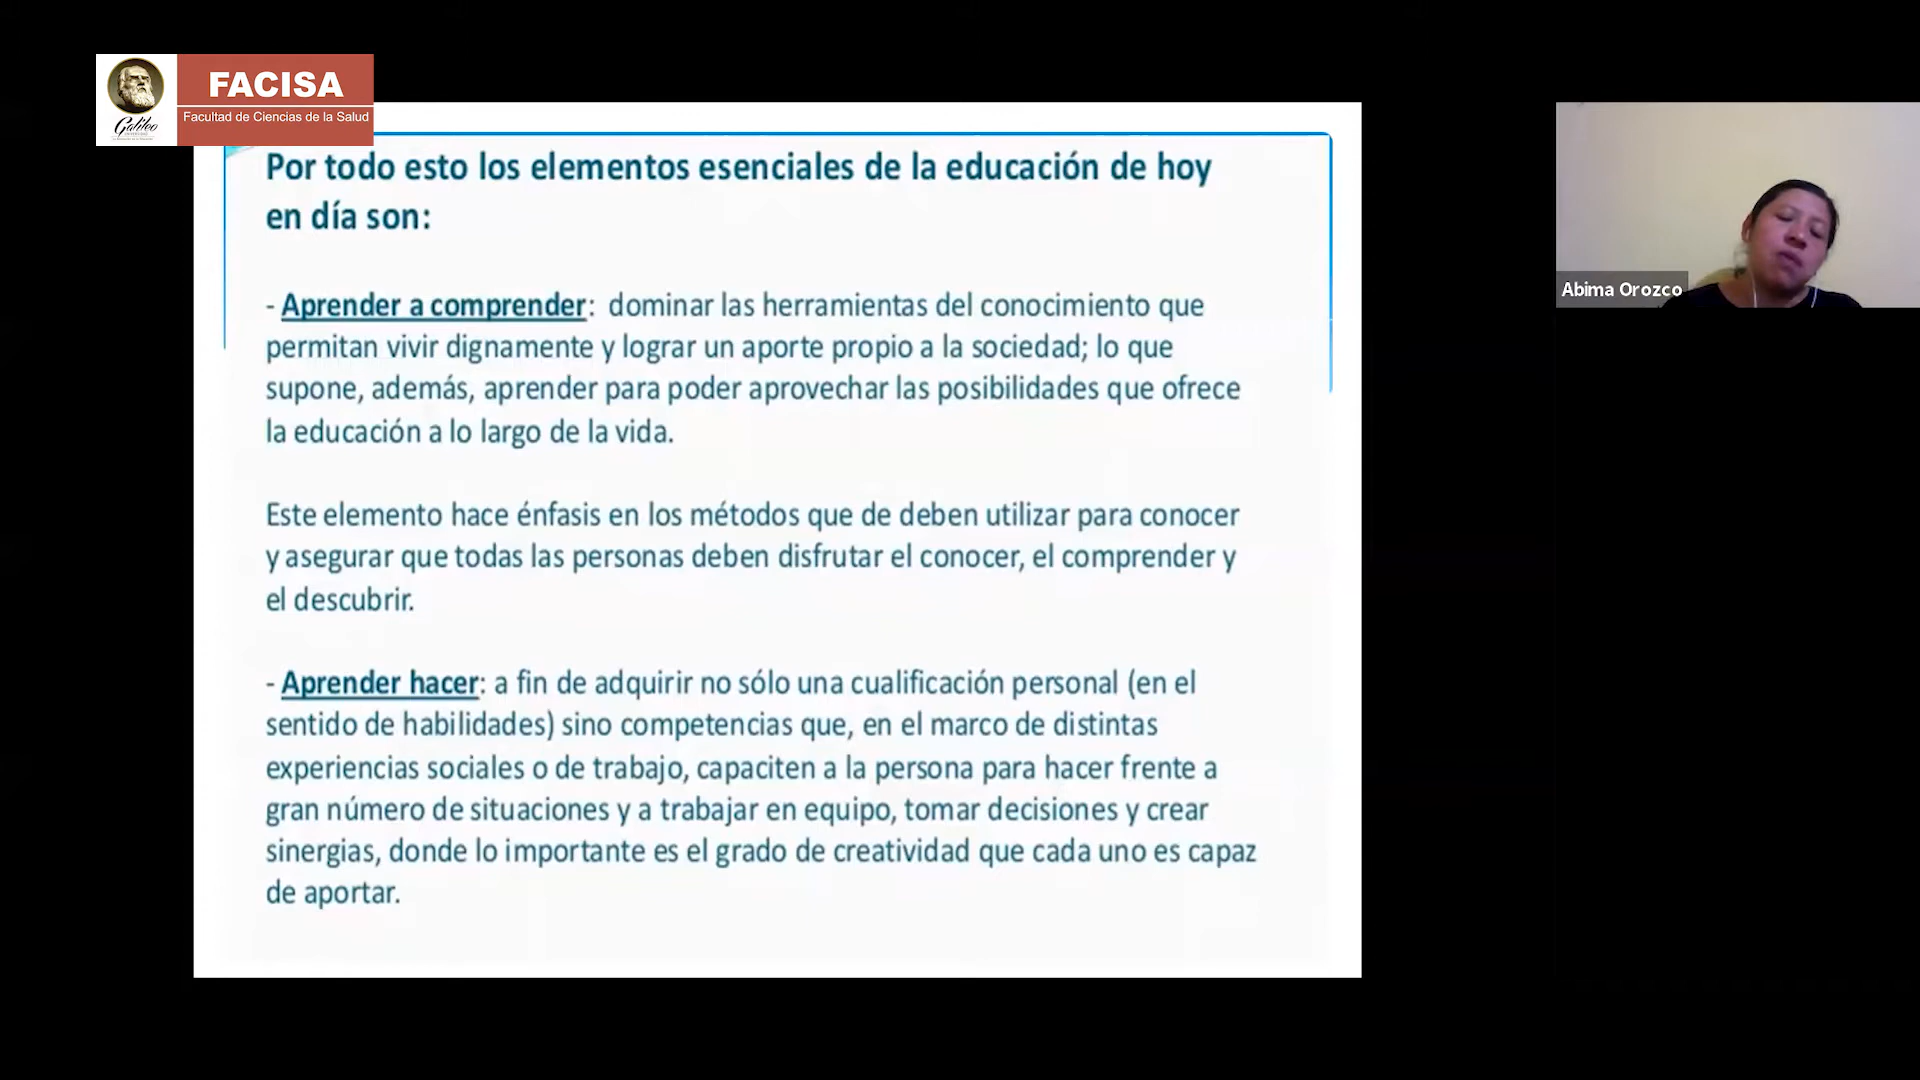 FACISA
Facultad de Ciencias de la Salud
Galileo
Por todo esto los elementos esenciales de la educación de hoy
en día son:
- Aprender a comprender:  dominar las herramientas del conocimiento que
permitan vivir dignamente y lograr un aporte propio a la sociedad; lo que
supone, además, aprender para poder aprovechar las posibilidades que ofrece
la educación a lo largo de la vida.
Este elemento hace énfasis en los métodos que de deben utilizar para conocer
y asegurar que todas las personas deben disfrutar el conocer, el comprender y
el descubrir.
- Aprender hacer: a fin de adquirir no sólo una cualificación personal (en el
sentido de habilidades) sino competencias que, en el marco de distintas
experiencias sociales o de trabajo, capaciten a la persona para hacer frente a
gran número de situaciones y a trabajar en equipo, tomar decisiones y crear
sinergias, donde lo importante es el grado de creatividad que cada uno es capaz
de aportar.
Abima Orozco